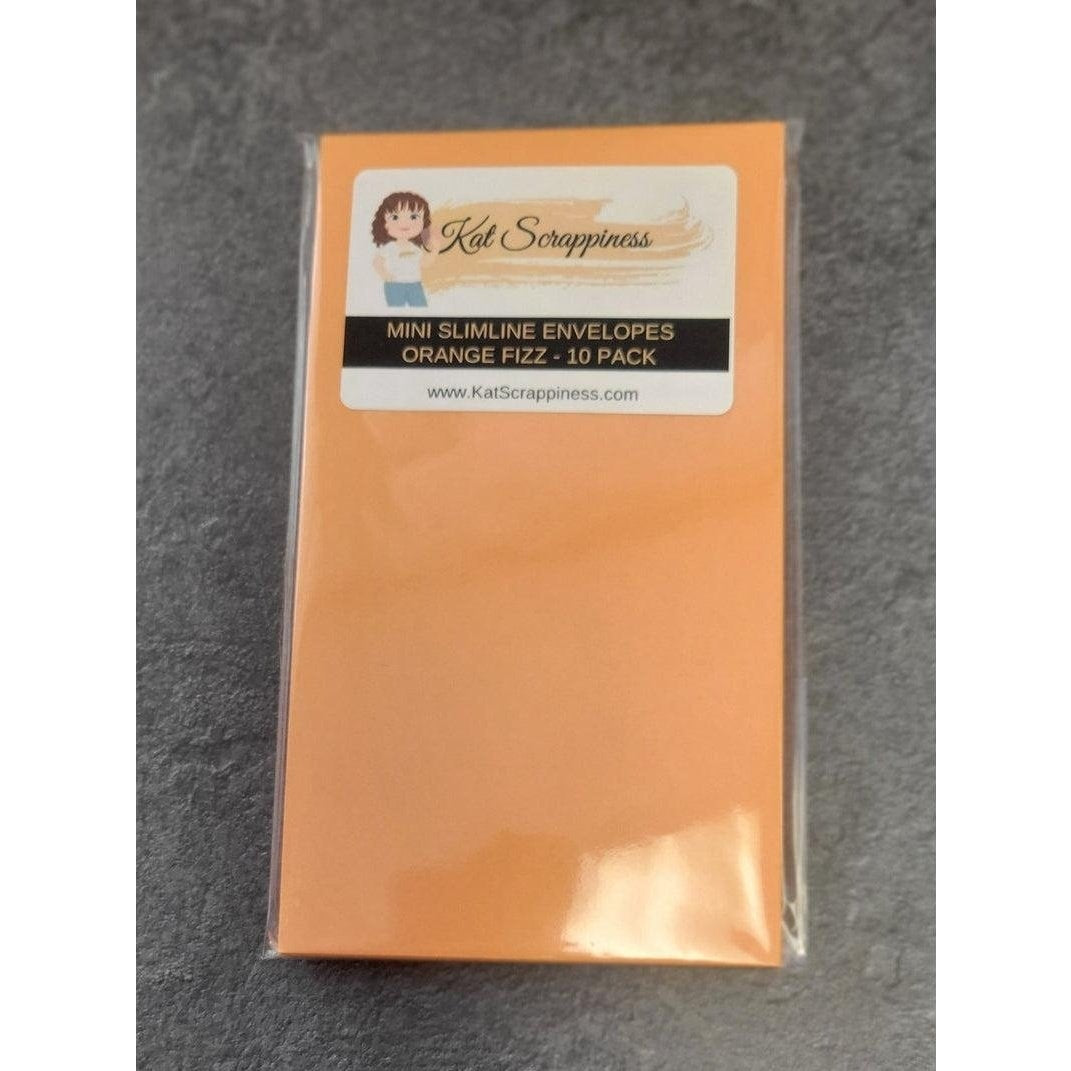 Kat Scrappiness
MINI SLIMLINE ENVELOPES
ORANGE FIZZ - 10 PACK
www.KatScrappiness.com